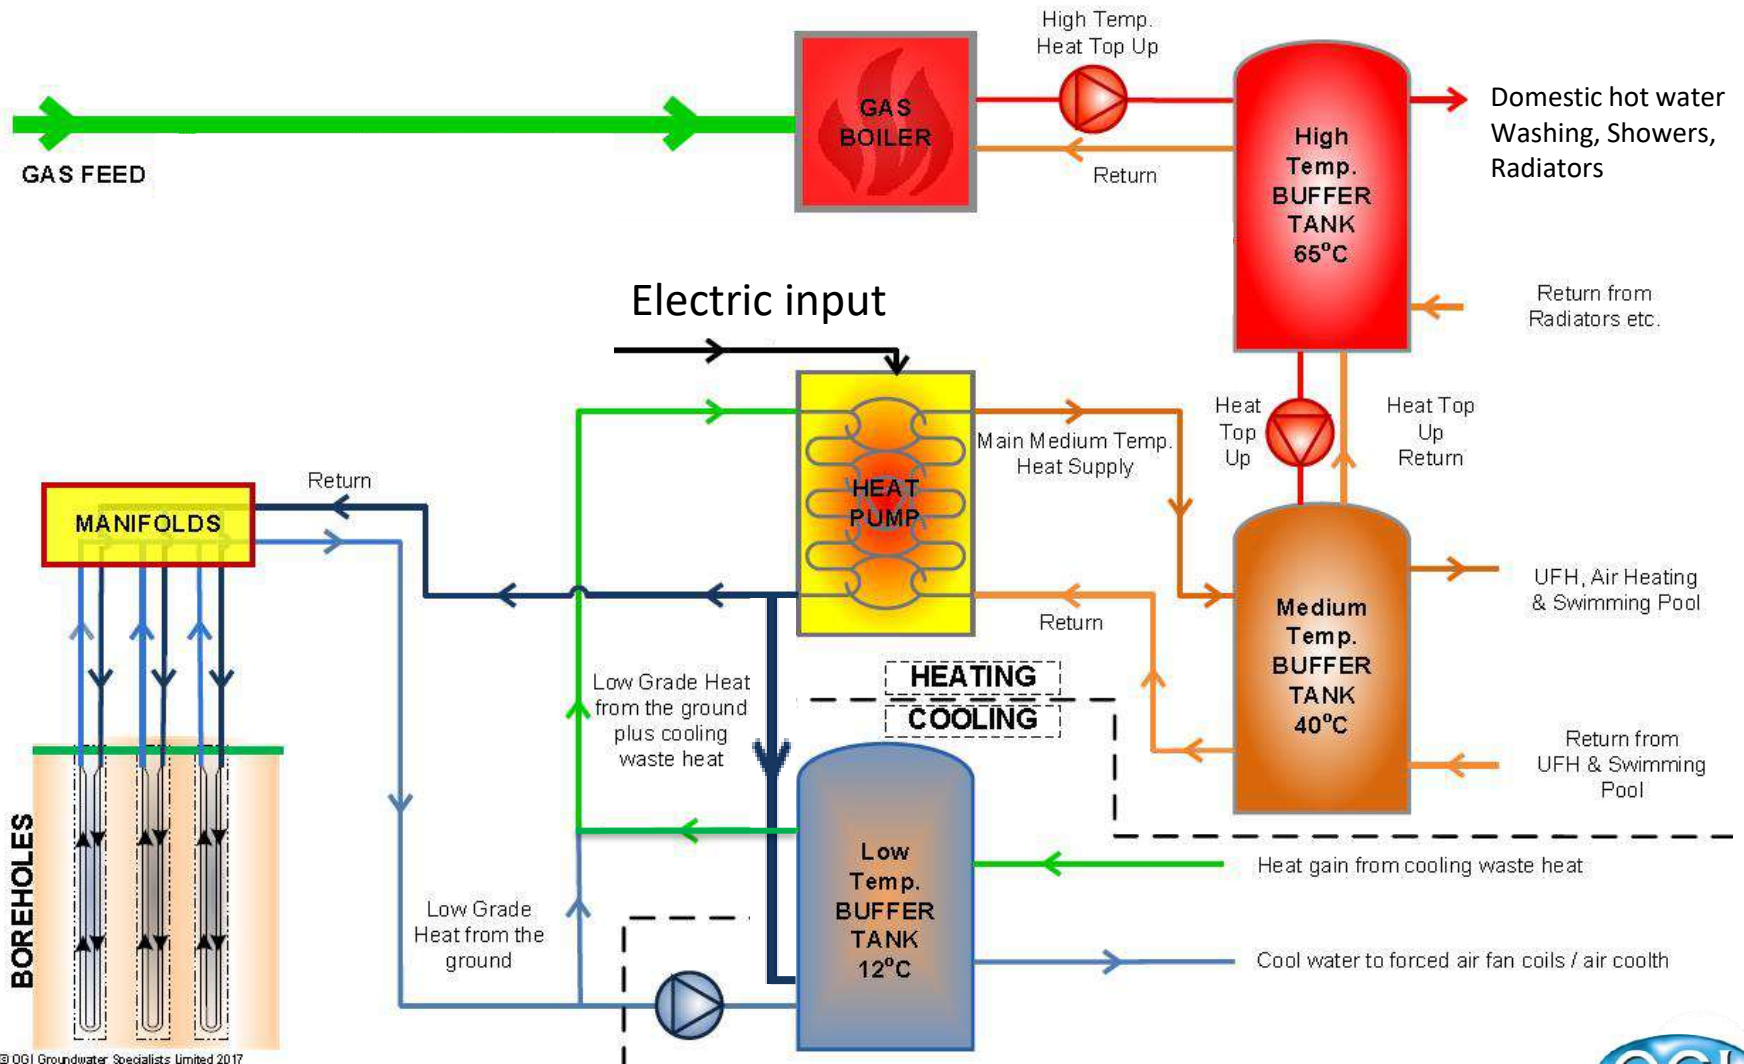 High Temp.
Heat Top Up
GAS
BOILER
GAS FEED
Return
High
Temp.
BUFFER
TANK
65°C
Domestic hot water
Washing, Showers,
Radiators
Return from
Radiators etc.
Electric input
Heat
Top
Up
Heat Top
Up
Return
Main Medium Temp.
Heat Supply
HEAT
PUMP
Return
MANIFOLDS
Return
Medium
Temp.
BUFFER
TANK
40°C
UFH, Air Heating
& Swimming Pool
Return from
UFH & Swimming
Pool
HEATING
COOLING
Low Grade Heat
from the ground
plus cooling
waste heat
BOREHOLES
Low Grade
Heat from the
ground
Low
Temp.
BUFFER
TANK
12°C
Heat gain from cooling waste heat
Cool water to forced air fan coils / air coolth
© OGI Groundwater Specialists Limited 2017